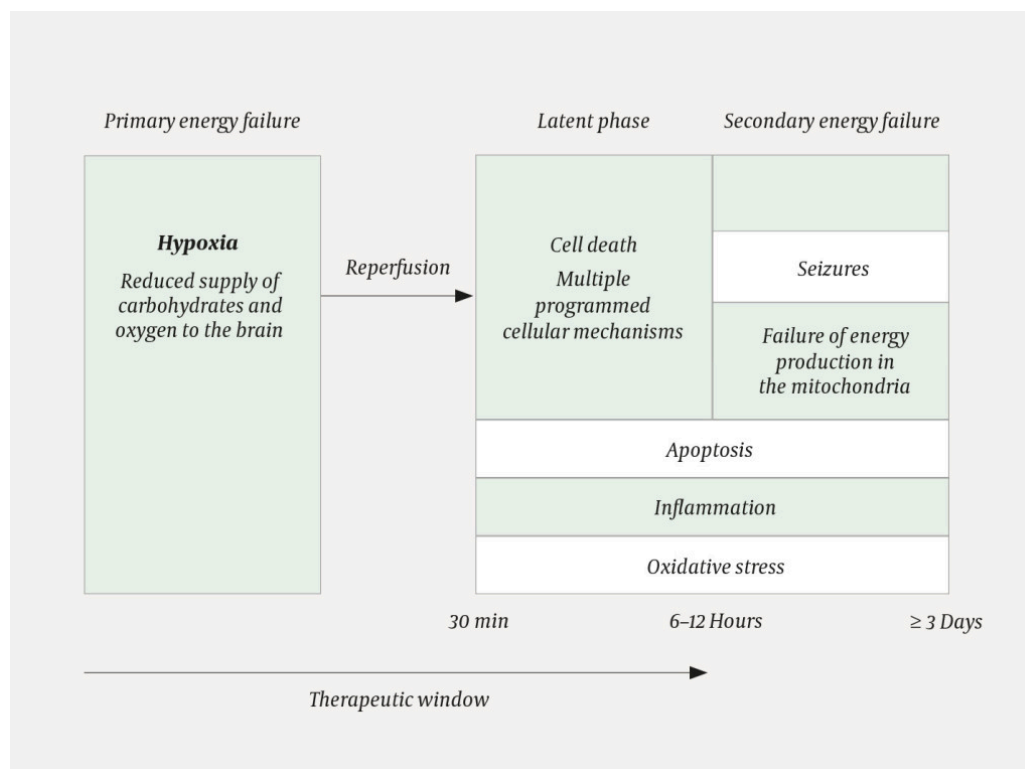 Primary energy failure
Latent phase
Secondary energy failure
Hypoxia
Reduced supply of
carbohydrates and
oxygen to the brain
Reperfusion
Cell death
Multiple
programmed
cellular mechanisms
Seizures
Failure of energy
production in
the mitochondria
Apoptosis
Inflammation
Oxidative stress
30 min
6–12 Hours
≥ 3 Days
Therapeutic window